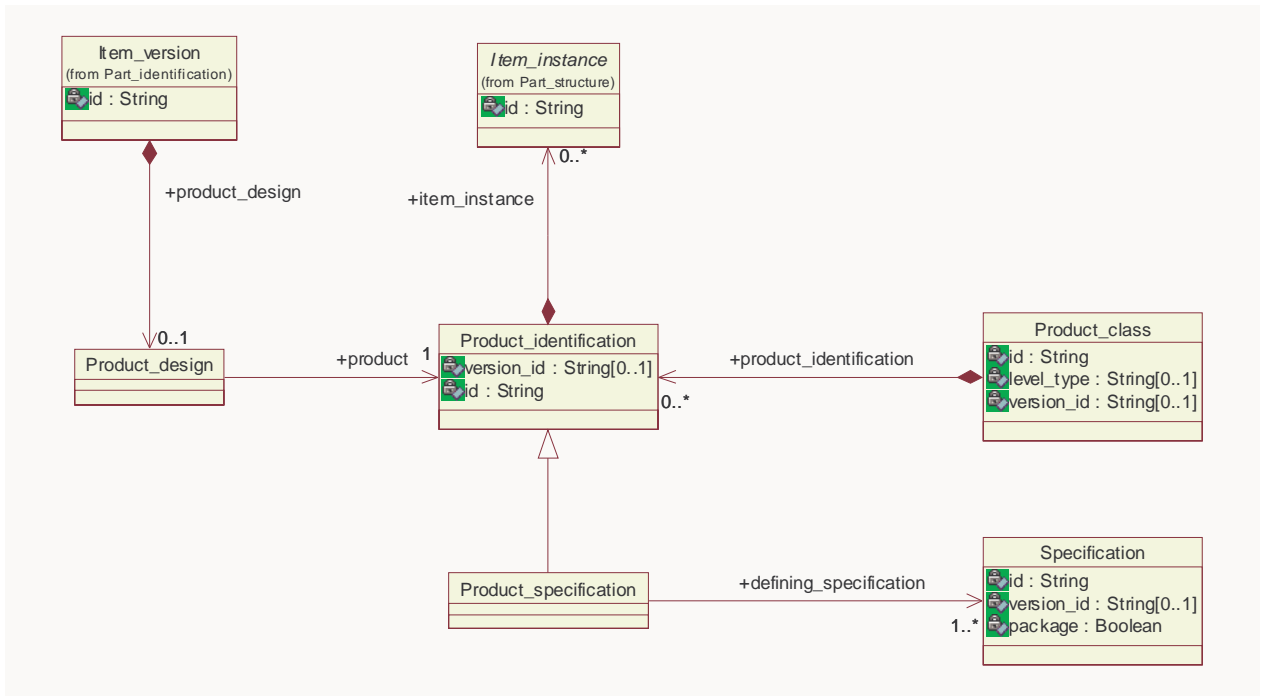 Item_version
(from Part_identification)
id : String
Item_instance
(from Part_structure)
id : String
0..*
+product_design
+item_instance
0..1
Product_design
+product
1
Product_identification
version_id : String[0..1]
id : String
+product_identification
0..*
Product_class
id : String
level_type : String[0..1]
version_id : String[0..1]
Product_specification
+defining_specification
1..*
Specification
id : String
version_id : String[0..1]
package : Boolean